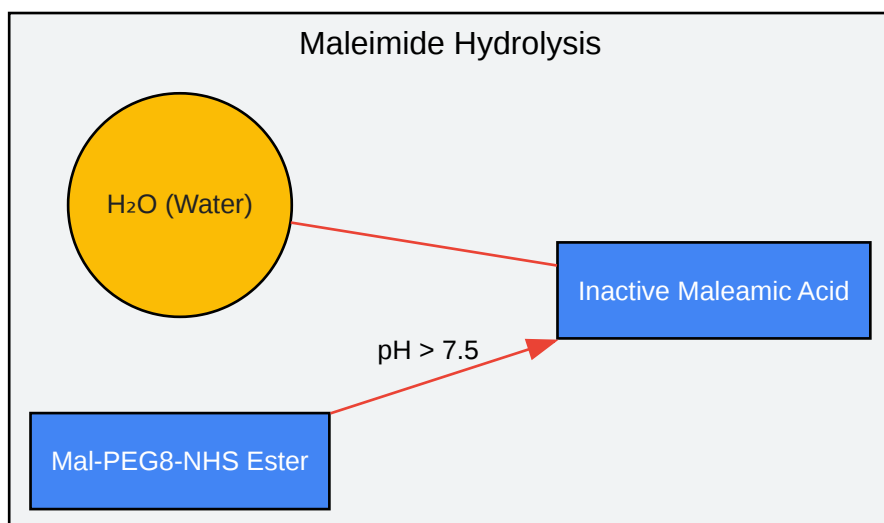 Maleimide Hydrolysis
H₂O (Water)
Inactive Maleamic Acid
pH > 7.5
Mal-PEG8-NHS Ester